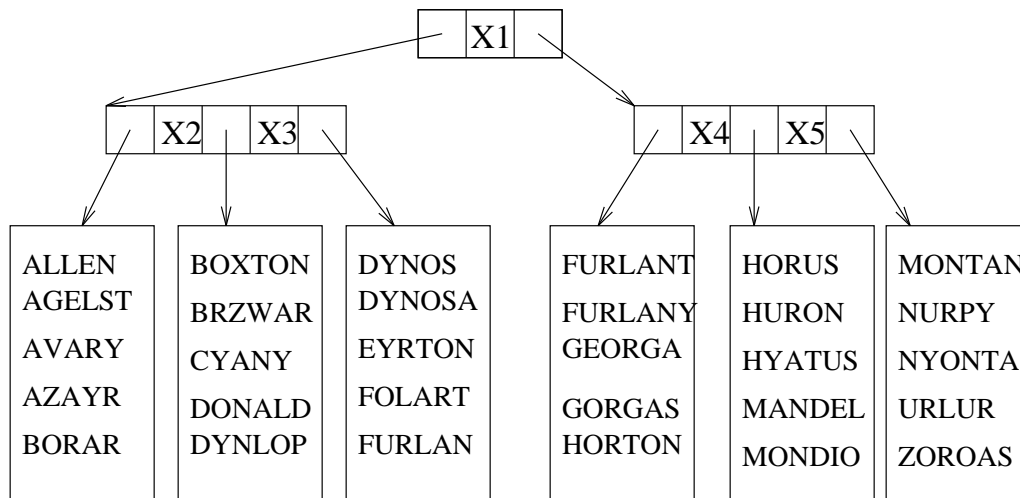 X1
X2 X3
X4 X5
ALLEN
AGELST
AVARY
AZAYR
BORAR
BOXTON
BRZWAR
CYANY
DONALD
DYNLOP
DYNOS
DYNOSA
EYRTON
FOLART
FURLAN
FURLANT
FURLANY
GEORGA
GORGAS
HORTON
HORUS
HURON
HYATUS
MANDEL
MONDIO
MONTAN
NURPY
NYONTA
URLUR
ZOROAS